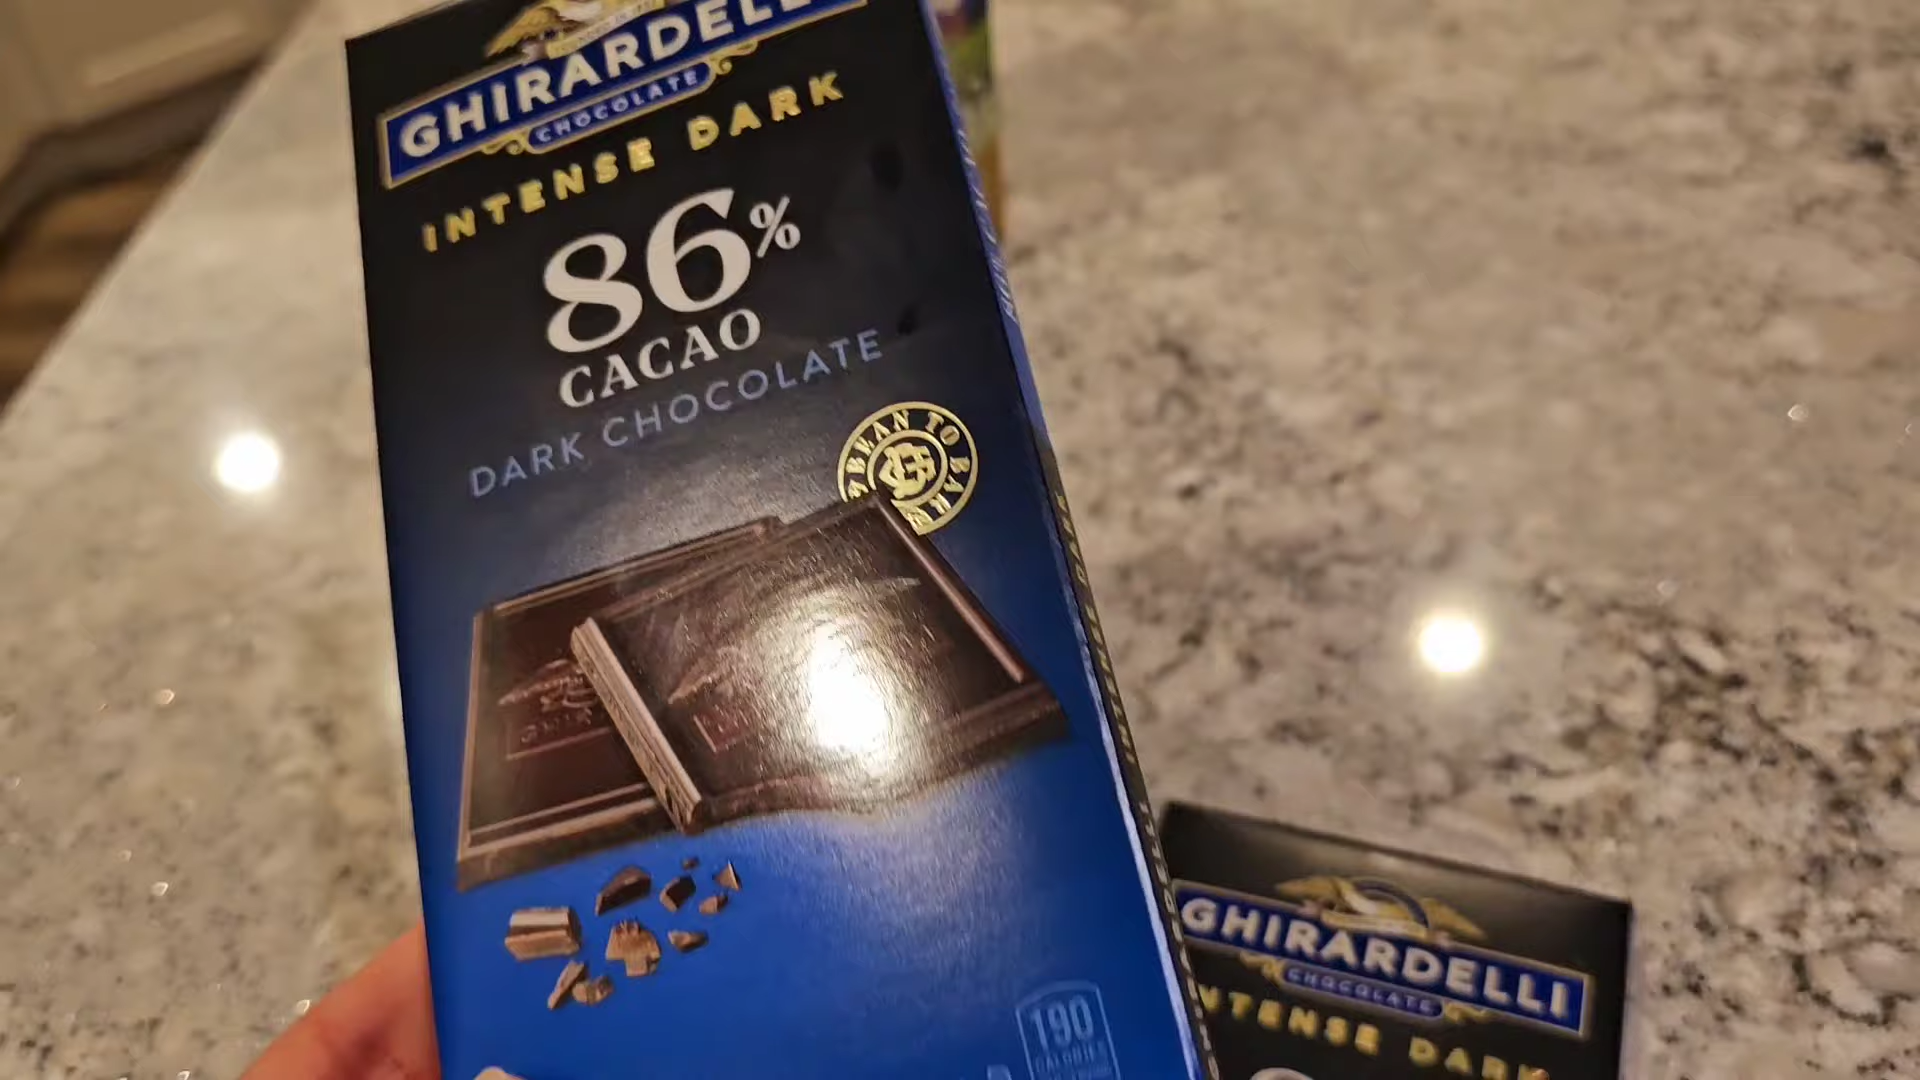 GHIRARDELLI
CHOCOLATE
INTENSE DARK
86%
CACAO
DARK CHOCOLATE
BEAN TO BAR
190
CALORIES
GHIRARDELLI
CHOCOLATE
INTENSE DARK